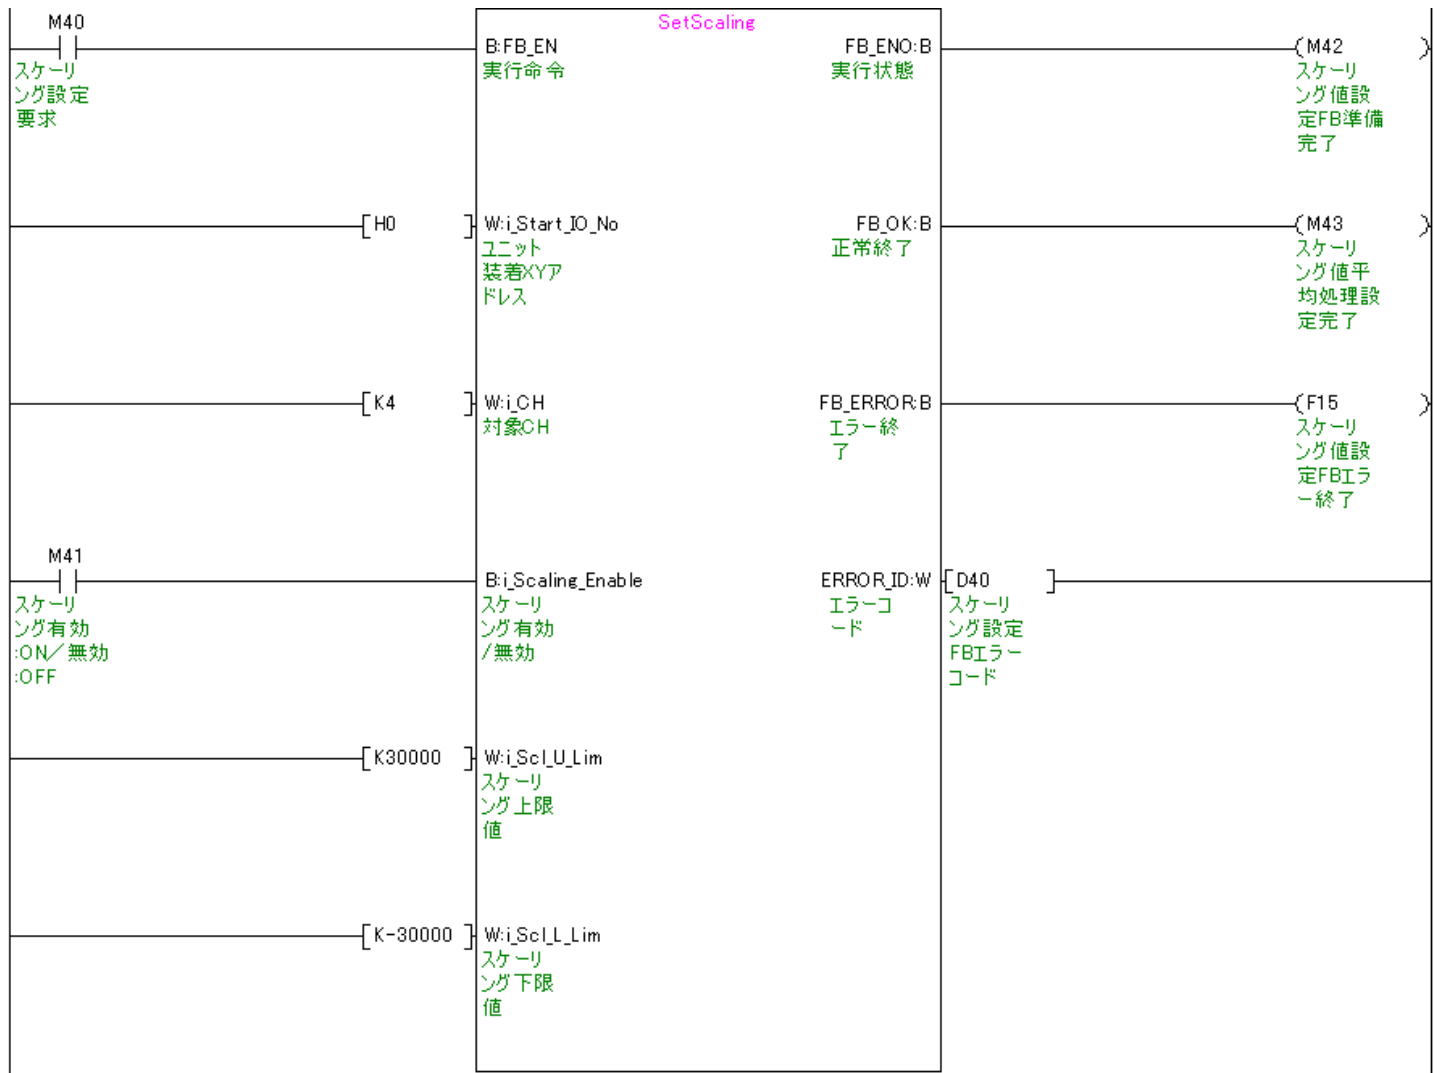 M40
スケーリ
ング設定
要求
SetScaling
B:FB_EN
実行命令
FB_ENO:B
実行状態
M42
スケーリ
ング値設
定FB準備
完了
H0
W:i_Start_IO_No
ユニット
装着XYア
ドレス
FB_OK:B
正常終了
M43
スケーリ
ング値平
均処理設
定完了
K4
W:i_CH
対象CH
FB_ERROR:B
エラー終
了
F15
スケーリ
ング値設
定FBエラ
ー終了
M41
スケーリ
ング有効
:ON／無効
:OFF
B:i_Scaling_Enable
スケーリ
ング有効
/無効
ERROR_ID:W
エラーコ
ード
D40
スケーリ
ング設定
FBエラー
コード
K30000
W:i_Scl_U_Lim
スケーリ
ング上限
値
K-30000
W:i_Scl_L_Lim
スケーリ
ング下限
値